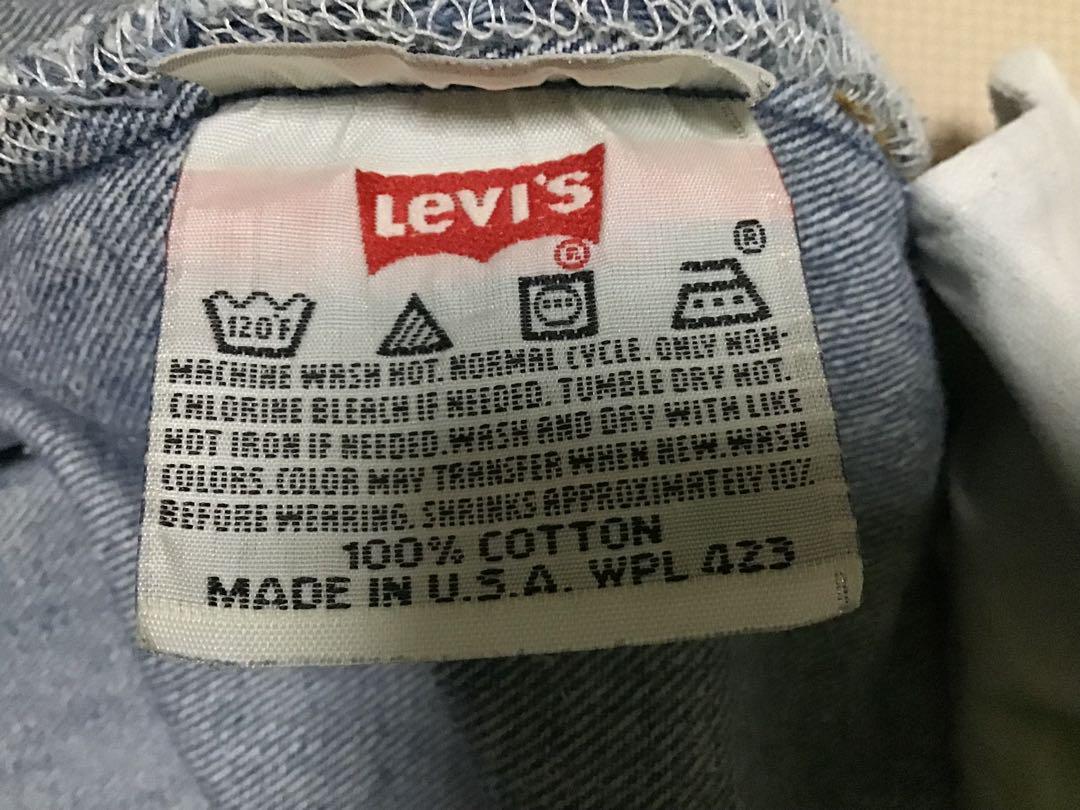 Levi's
®
®
120F
MACHINE WASH HOT. NORMAL CYCLE. ONLY NON-
CHLORINE BLEACH IF NEEDED. TUMBLE DRY HOT.
HOT IRON IF NEEDED. WASH AND DRY WITH LIKE
COLORS. COLOR MAY TRANSFER WHEN NEW. WASH
BEFORE WEARING. SHRINKS APPROXIMATELY 10%
100% COTTON
MADE IN U.S.A. WPL 423